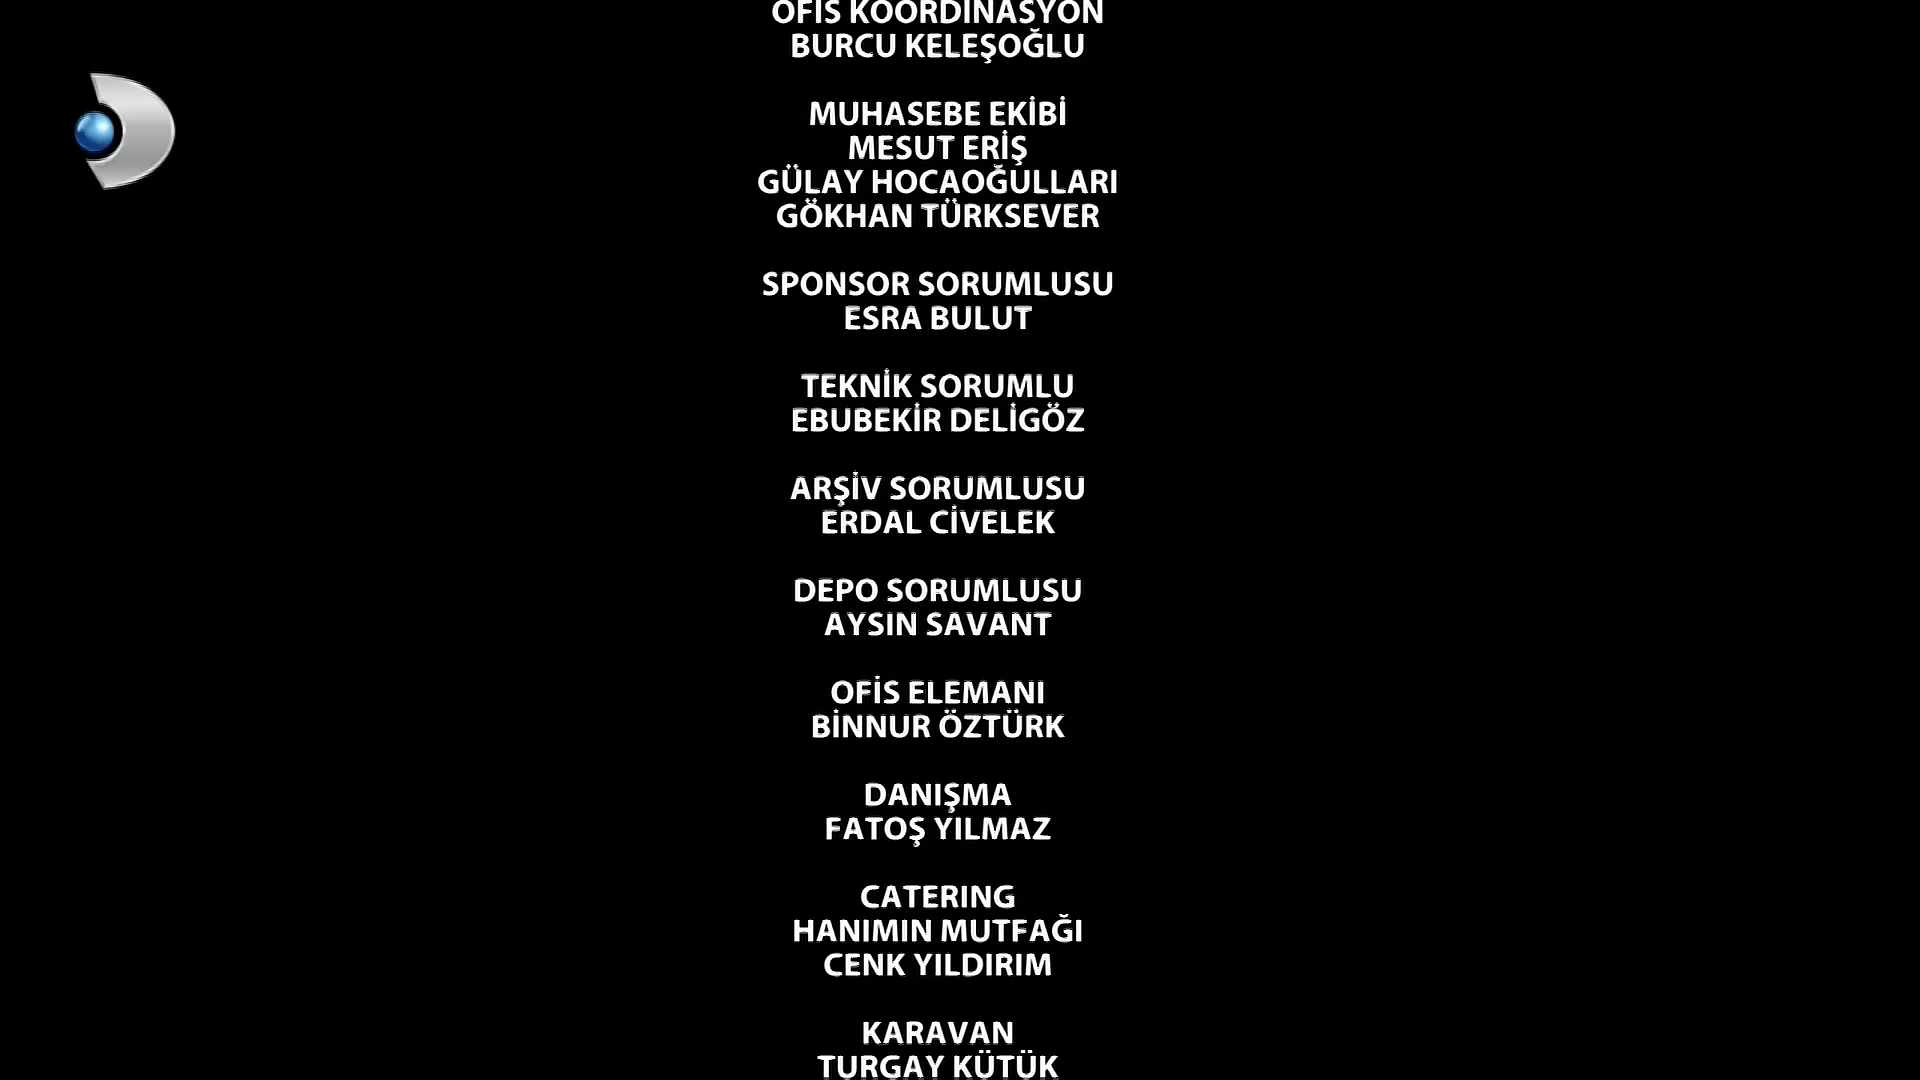 OFİS KOORDİNASYON
BURCU KELEŞOĞLU
MUHASEBE EKİBİ
MESUT ERİŞ
GÜLAY HOCAOĞULLARI
GÖKHAN TÜRKSEVER
SPONSOR SORUMLUSU
ESRA BULUT
TEKNİK SORUMLU
EBUBEKİR DELİGÖZ
ARŞİV SORUMLUSU
ERDAL CİVELEK
DEPO SORUMLUSU
AYSIN SAVANT
OFİS ELEMANI
BİNNUR ÖZTÜRK
DANIŞMA
FATOŞ YILMAZ
CATERING
HANIMIN MUTFAĞI
CENK YILDIRIM
KARAVAN
TURGAY KÜTÜK